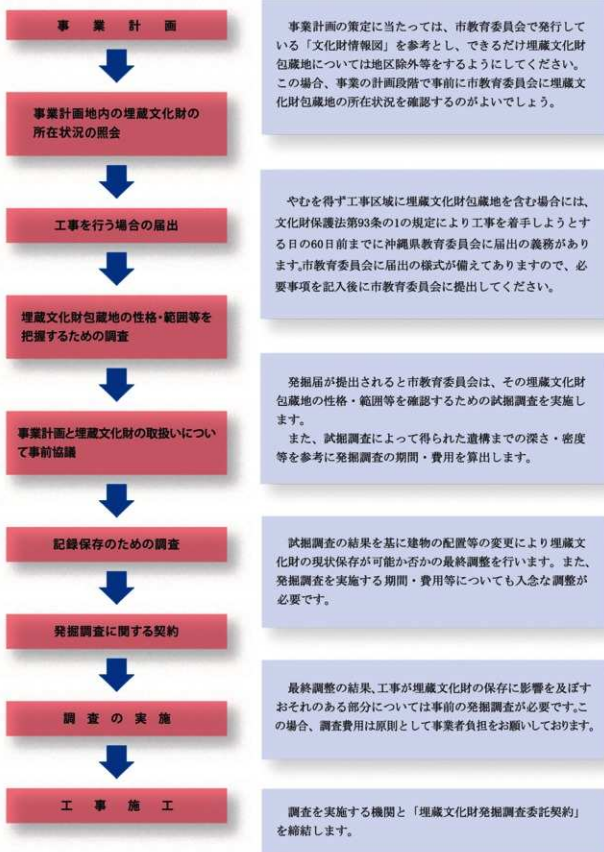 事業計画
事業計画地内の埋蔵文化財の
所在状況の照会
工事を行う場合の届出
埋蔵文化財包蔵地の性格・範囲等を
把握するための調査
事業計画と埋蔵文化財の取扱いについ
て事前協議
記録保存のための調査
発掘調査に関する契約
調査の実施
工事施工
事業計画の策定に当たっては、市教育委員会で発行して
いる「文化財情報図」を参考とし、できるだけ埋蔵文化財
包蔵地については地区除外等をするようにしてください。
この場合、事業の計画段階で事前に市教育委員会に埋蔵文
化財包蔵地の所在状況を確認するのがよいでしょう。
やむを得ず工事区域に埋蔵文化財包蔵地を含む場合には、
文化財保護法第93条の1の規定により工事を着手しようとす
る日の60日前までに沖縄県教育委員会に届出の義務があり
ます。市教育委員会に届出の様式が備えてありますので、必
要事項を記入後に市教育委員会に提出してください。
発掘届が提出されると市教育委員会は、その埋蔵文化財
包蔵地の性格・範囲等を確認するための試掘調査を実施し
ます。
また、試掘調査によって得られた遺構までの深さ・密度
等を参考に発掘調査の期間・費用を算出します。
試掘調査の結果を基に建物の配置等の変更により埋蔵文
化財の現状保存が可能か否かの最終調整を行います。また、
発掘調査を実施する期間・費用等についても入念な調整が
必要です。
最終調整の結果、工事が埋蔵文化財の保存に影響を及ぼす
おそれのある部分については事前の発掘調査が必要です。こ
の場合、調査費用は原則として事業者負担をお願いしております。
調査を実施する機関と「埋蔵文化財発掘調査委託契約」
を締結します。